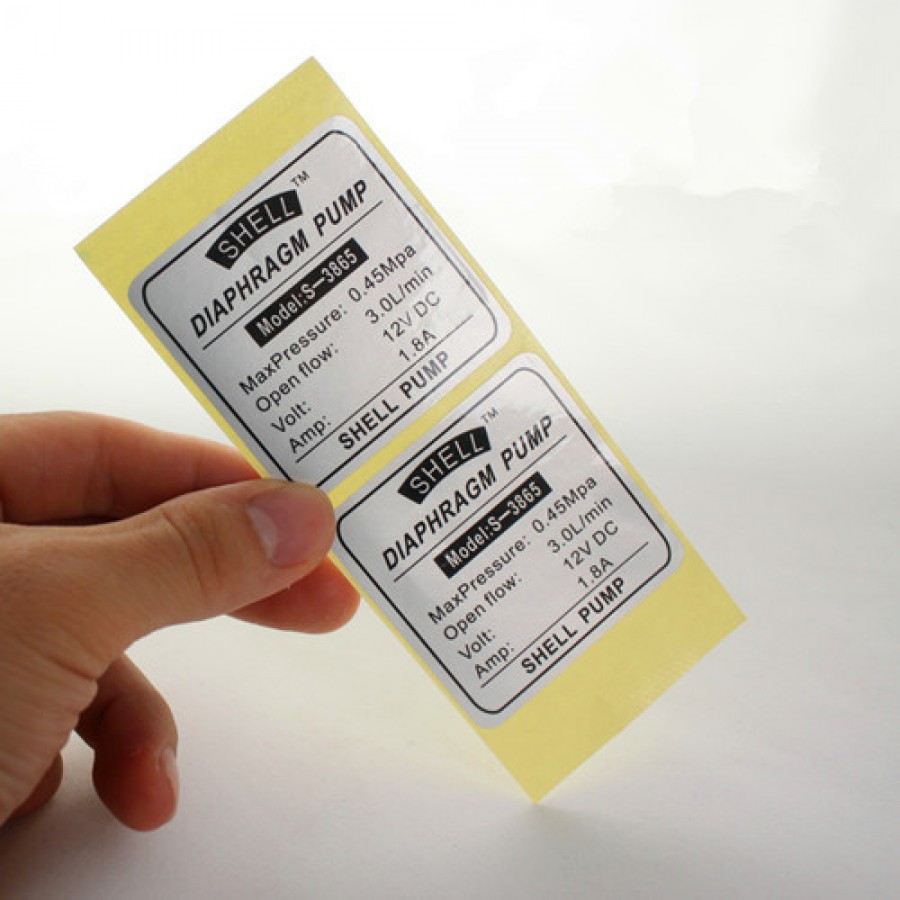 SHELL™
DIAPHRAGM PUMP
Model:S—3865
MaxPressure: 0.45Mpa
Open flow: 3.0L/min
Volt: 12V DC
Amp: 1.8A
SHELL PUMP
SHELL™
DIAPHRAGM PUMP
Model:S—3865
MaxPressure: 0.45Mpa
Open flow: 3.0L/min
Volt: 12V DC
Amp: 1.8A
SHELL PUMP